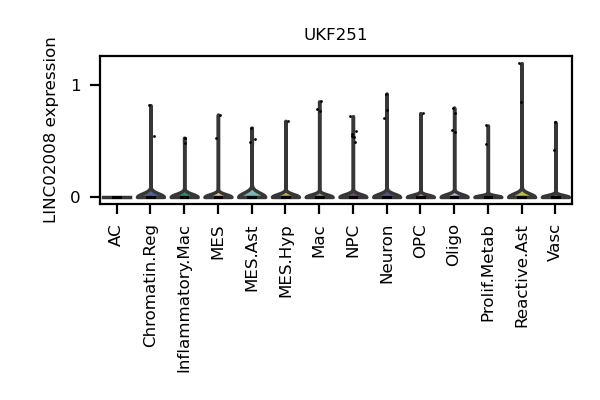 UKF251
LINC02008 expression
1
0
AC
Chromatin.Reg
Inflammatory.Mac
MES
MES.Ast
MES.Hyp
Mac
NPC
Neuron
OPC
Oligo
Prolif.Metab
Reactive.Ast
Vasc